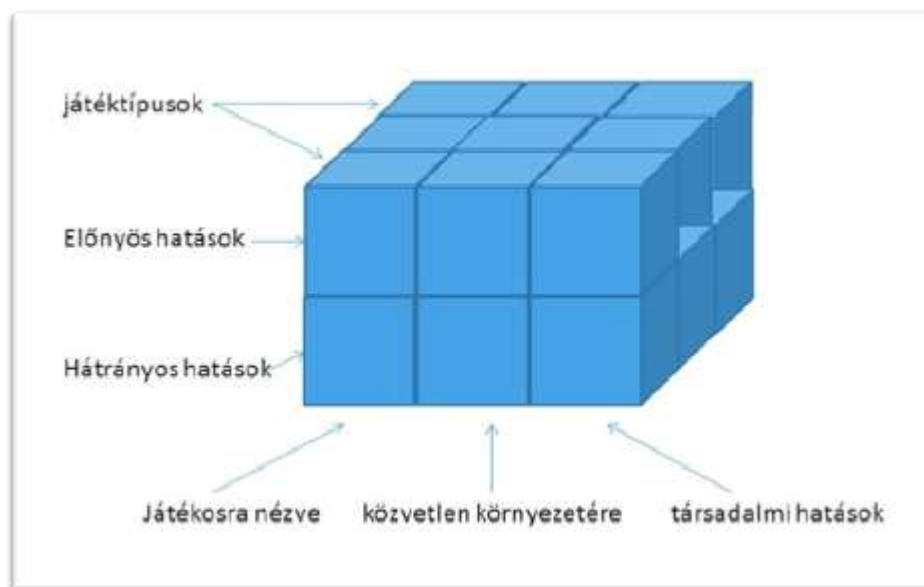 játéktípusok
Előnyös hatások
Hátrányos hatások
Játékosra nézve
közvetlen környezetére
társadalmi hatások